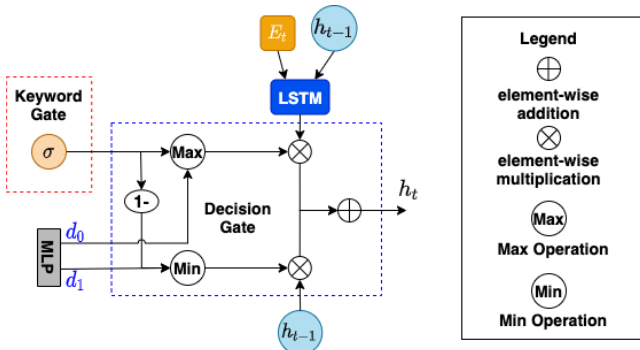 E_t
h_{t-1}
LSTM
Keyword
Gate
σ
Max
1-
Decision
Gate
h_t
MLP
d_0
d_1
Min
h_{t-1}
Legend
element-wise
addition
element-wise
multiplication
Max
Max Operation
Min
Min Operation